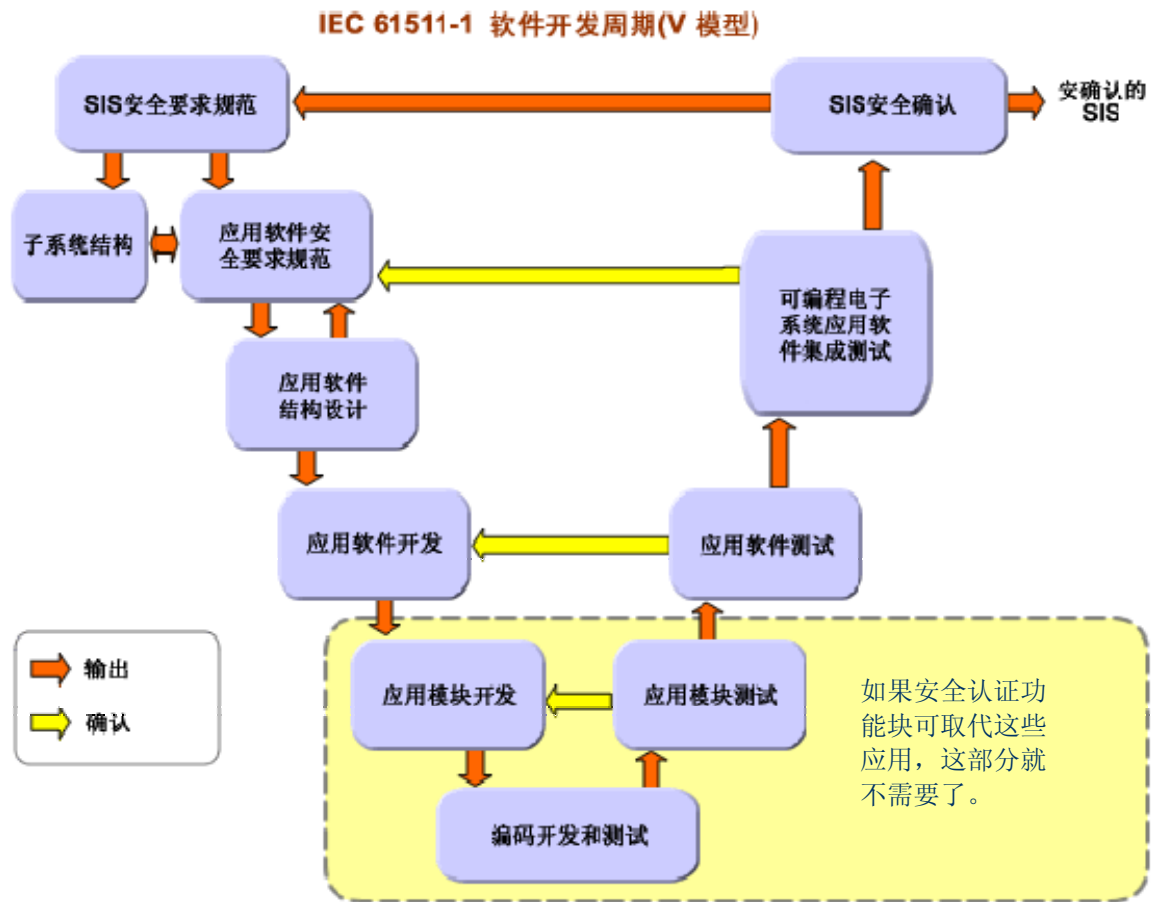 IEC 61511-1 软件开发周期(V 模型)
SIS安全要求规范
SIS安全确认
安确认的
SIS
子系统结构
应用软件安
全要求规范
可编程电子
系统应用软
件集成测试
应用软件
结构设计
应用软件开发
应用软件测试
输出
确认
应用模块开发
应用模块测试
如果安全认证功
能块可取代这些
应用，这部分就
不需要了。
编码开发和测试